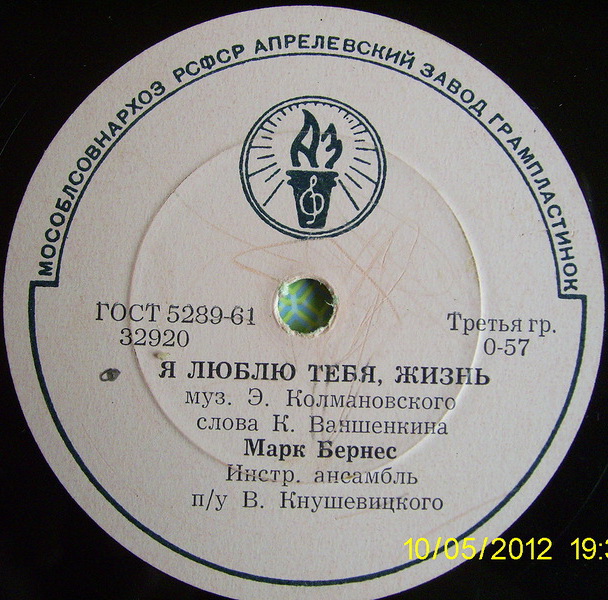 МОСОБЛСОВНАРХОЗ РСФСР АПРЕЛЕВСКИЙ ЗАВОД ГРАМПЛАСТИНОК
АЗ
ГОСТ 5289-61
32920
Третья гр.
0-57
Я ЛЮБЛЮ ТЕБЯ, ЖИЗНЬ
муз. Э. Колмановского
слова К. Ваншенкина
Марк Бернес
Инстр. ансамбль
п/у В. Кнушевицкого
10/05/2012 19:3